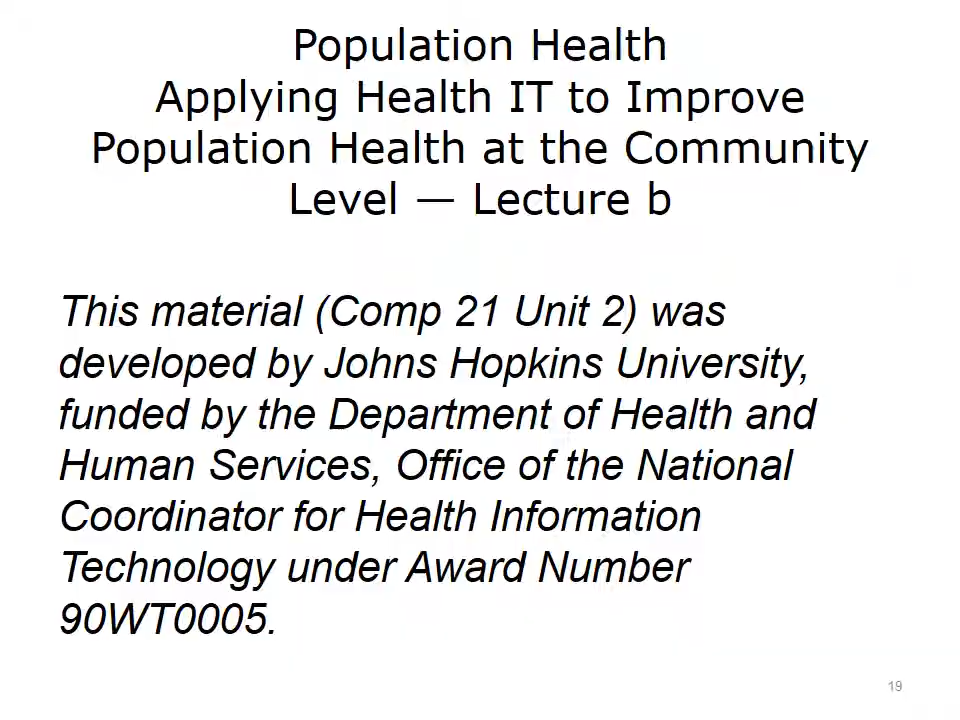 Population Health
Applying Health IT to Improve
Population Health at the Community
Level — Lecture b
This material (Comp 21 Unit 2) was
developed by Johns Hopkins University,
funded by the Department of Health and
Human Services, Office of the National
Coordinator for Health Information
Technology under Award Number
90WT0005.
19